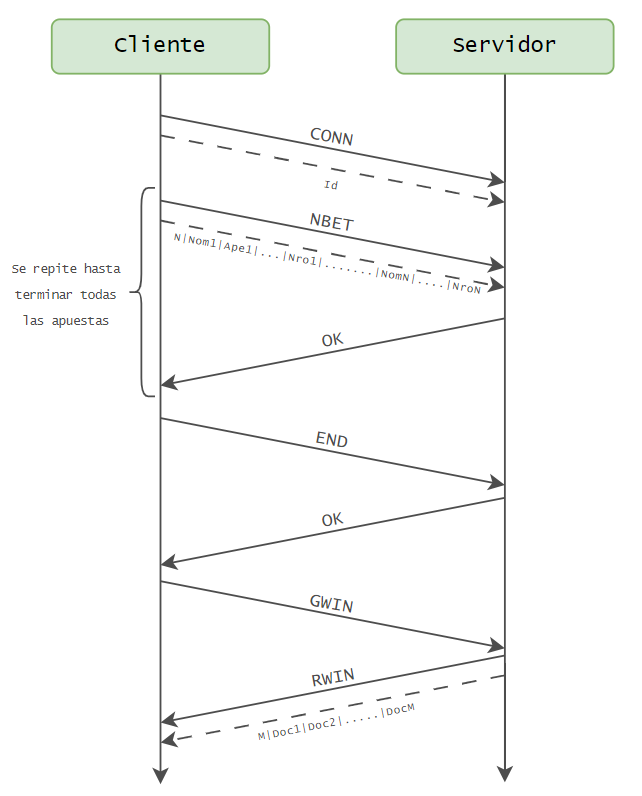 Cliente
Servidor
CONN
Id
NBET
N|Nom1|Ape1|...|Nro1|.......|NomN|....|NroN
Se repite hasta
terminar todas
las apuestas
OK
END
OK
GWIN
RWIN
M|Doc1|Doc2|.....|DocM